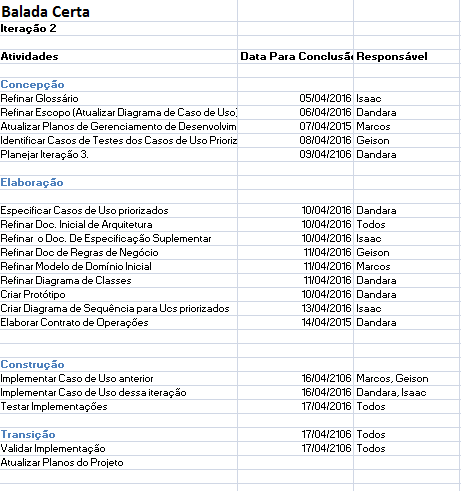 Balada Certa
Iteração 2
Atividades Data Para Conclusão Responsável
Concepção
Refinar Glossário 05/04/2016 Isaac
Refinar Escopo (Atualizar Diagrama de Caso de Uso) 06/04/2016 Dandara
Atualizar Planos de Gerenciamento de Desenvolvim 07/04/2015 Marcos
Identificar Casos de Testes dos Casos de Uso Prioriz 08/04/2016 Geison
Planejar Iteração 3. 09/04/2106 Dandara
Elaboração
Especificar Casos de Uso priorizados 10/04/2016 Dandara
Refinar Doc. Inicial de Arquitetura 10/04/2016 Todos
Refinar o Doc. De Especificação Suplementar 10/04/2016 Isaac
Refinar Doc de Regras de Negócio 11/04/2016 Geison
Refinar Modelo de Domínio Inicial 11/04/2016 Marcos
Refinar Diagrama de Classes 11/04/2016 Dandara
Criar Protótipo 10/04/2016 Dandara
Criar Diagrama de Sequência para Ucs priorizados 13/04/2016 Isaac
Elaborar Contrato de Operações 14/04/2015 Dandara
Construção
Implementar Caso de Uso anterior 16/04/2106 Marcos, Geison
Implementar Caso de Uso dessa iteração 16/04/2016 Dandara, Isaac
Testar Implementações 17/04/2016 Todos
Transição 17/04/2106 Todos
Validar Implementação 17/04/2106 Todos
Atualizar Planos do Projeto